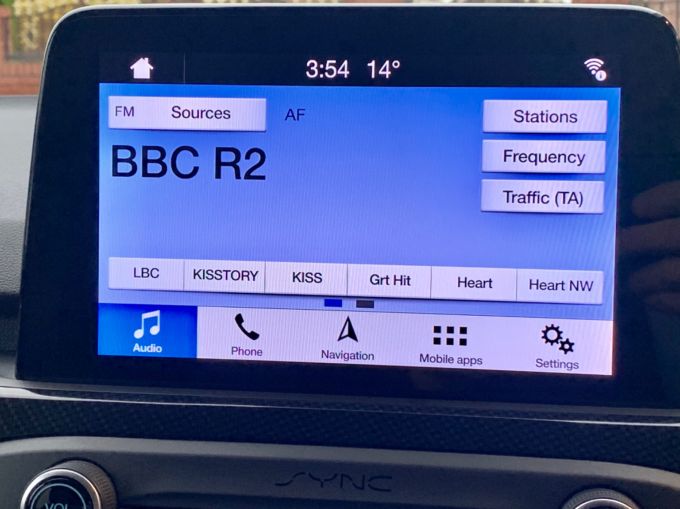 3:54 14°
FM Sources AF Stations
BBC R2 Frequency
Traffic (TA)
LBC KISSTORY KISS Grt Hit Heart Heart NW
Audio Phone Navigation Mobile apps Settings
SYNC
VOL